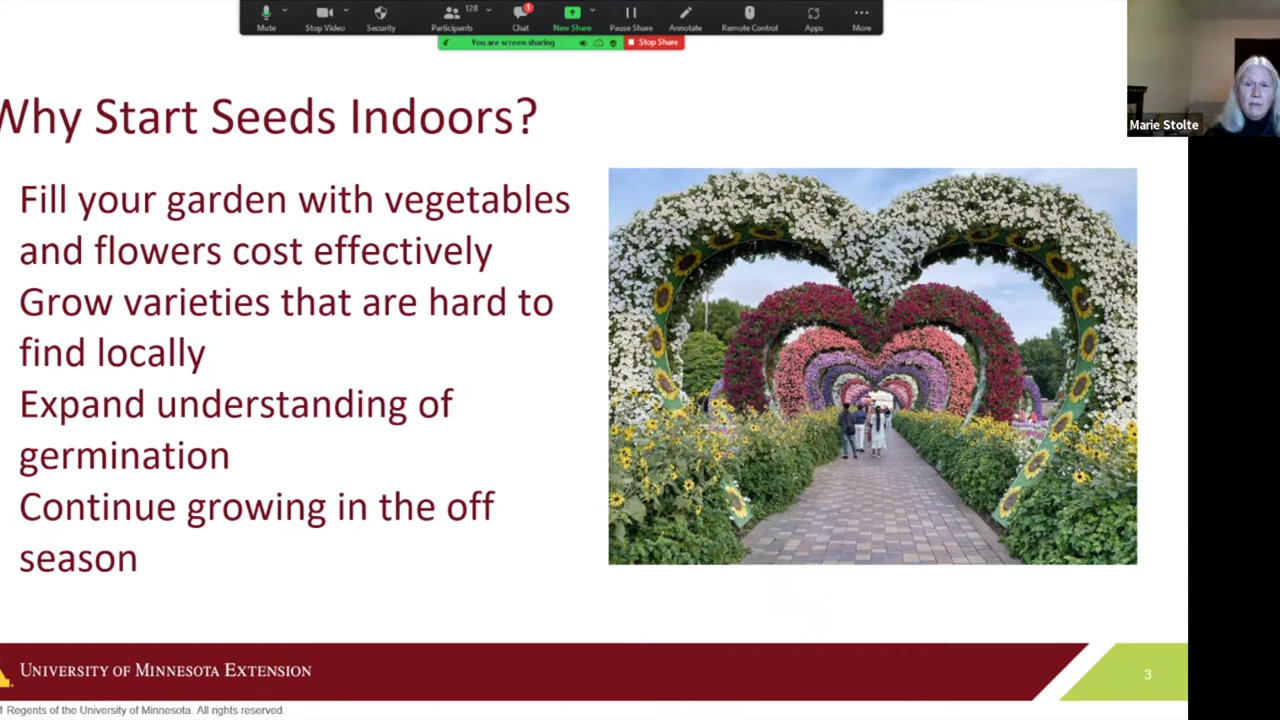 128
1
Mute
Stop Video
Security
Participants
Chat
New Share
Pause Share
Annotate
Remote Control
Apps
More
You are screen sharing
Stop Share
Marie Stolte
Why Start Seeds Indoors?
Fill your garden with vegetables
and flowers cost effectively
Grow varieties that are hard to
find locally
Expand understanding of
germination
Continue growing in the off
season
UNIVERSITY OF MINNESOTA EXTENSION
3
1 Regents of the University of Minnesota. All rights reserved.